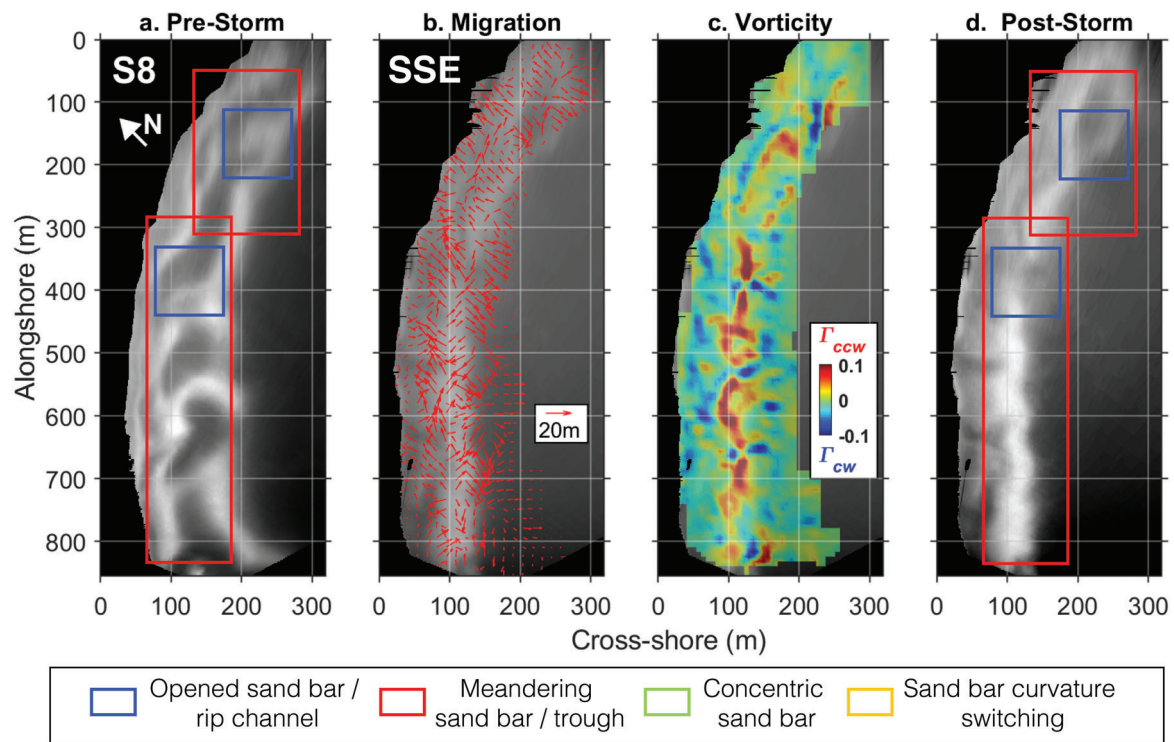 a. Pre-Storm
b. Migration
c. Vorticity
d. Post-Storm
S8
N
SSE
0
100
200
300
400
500
600
700
800
Alongshore (m)
20m
Γccw
0.1
0
-0.1
Γcw
0 100 200 300
0 100 200 300
0 100 200 300
0 100 200 300
Cross-shore (m)
Opened sand bar /
rip channel
Meandering
sand bar / trough
Concentric
sand bar
Sand bar curvature
switching